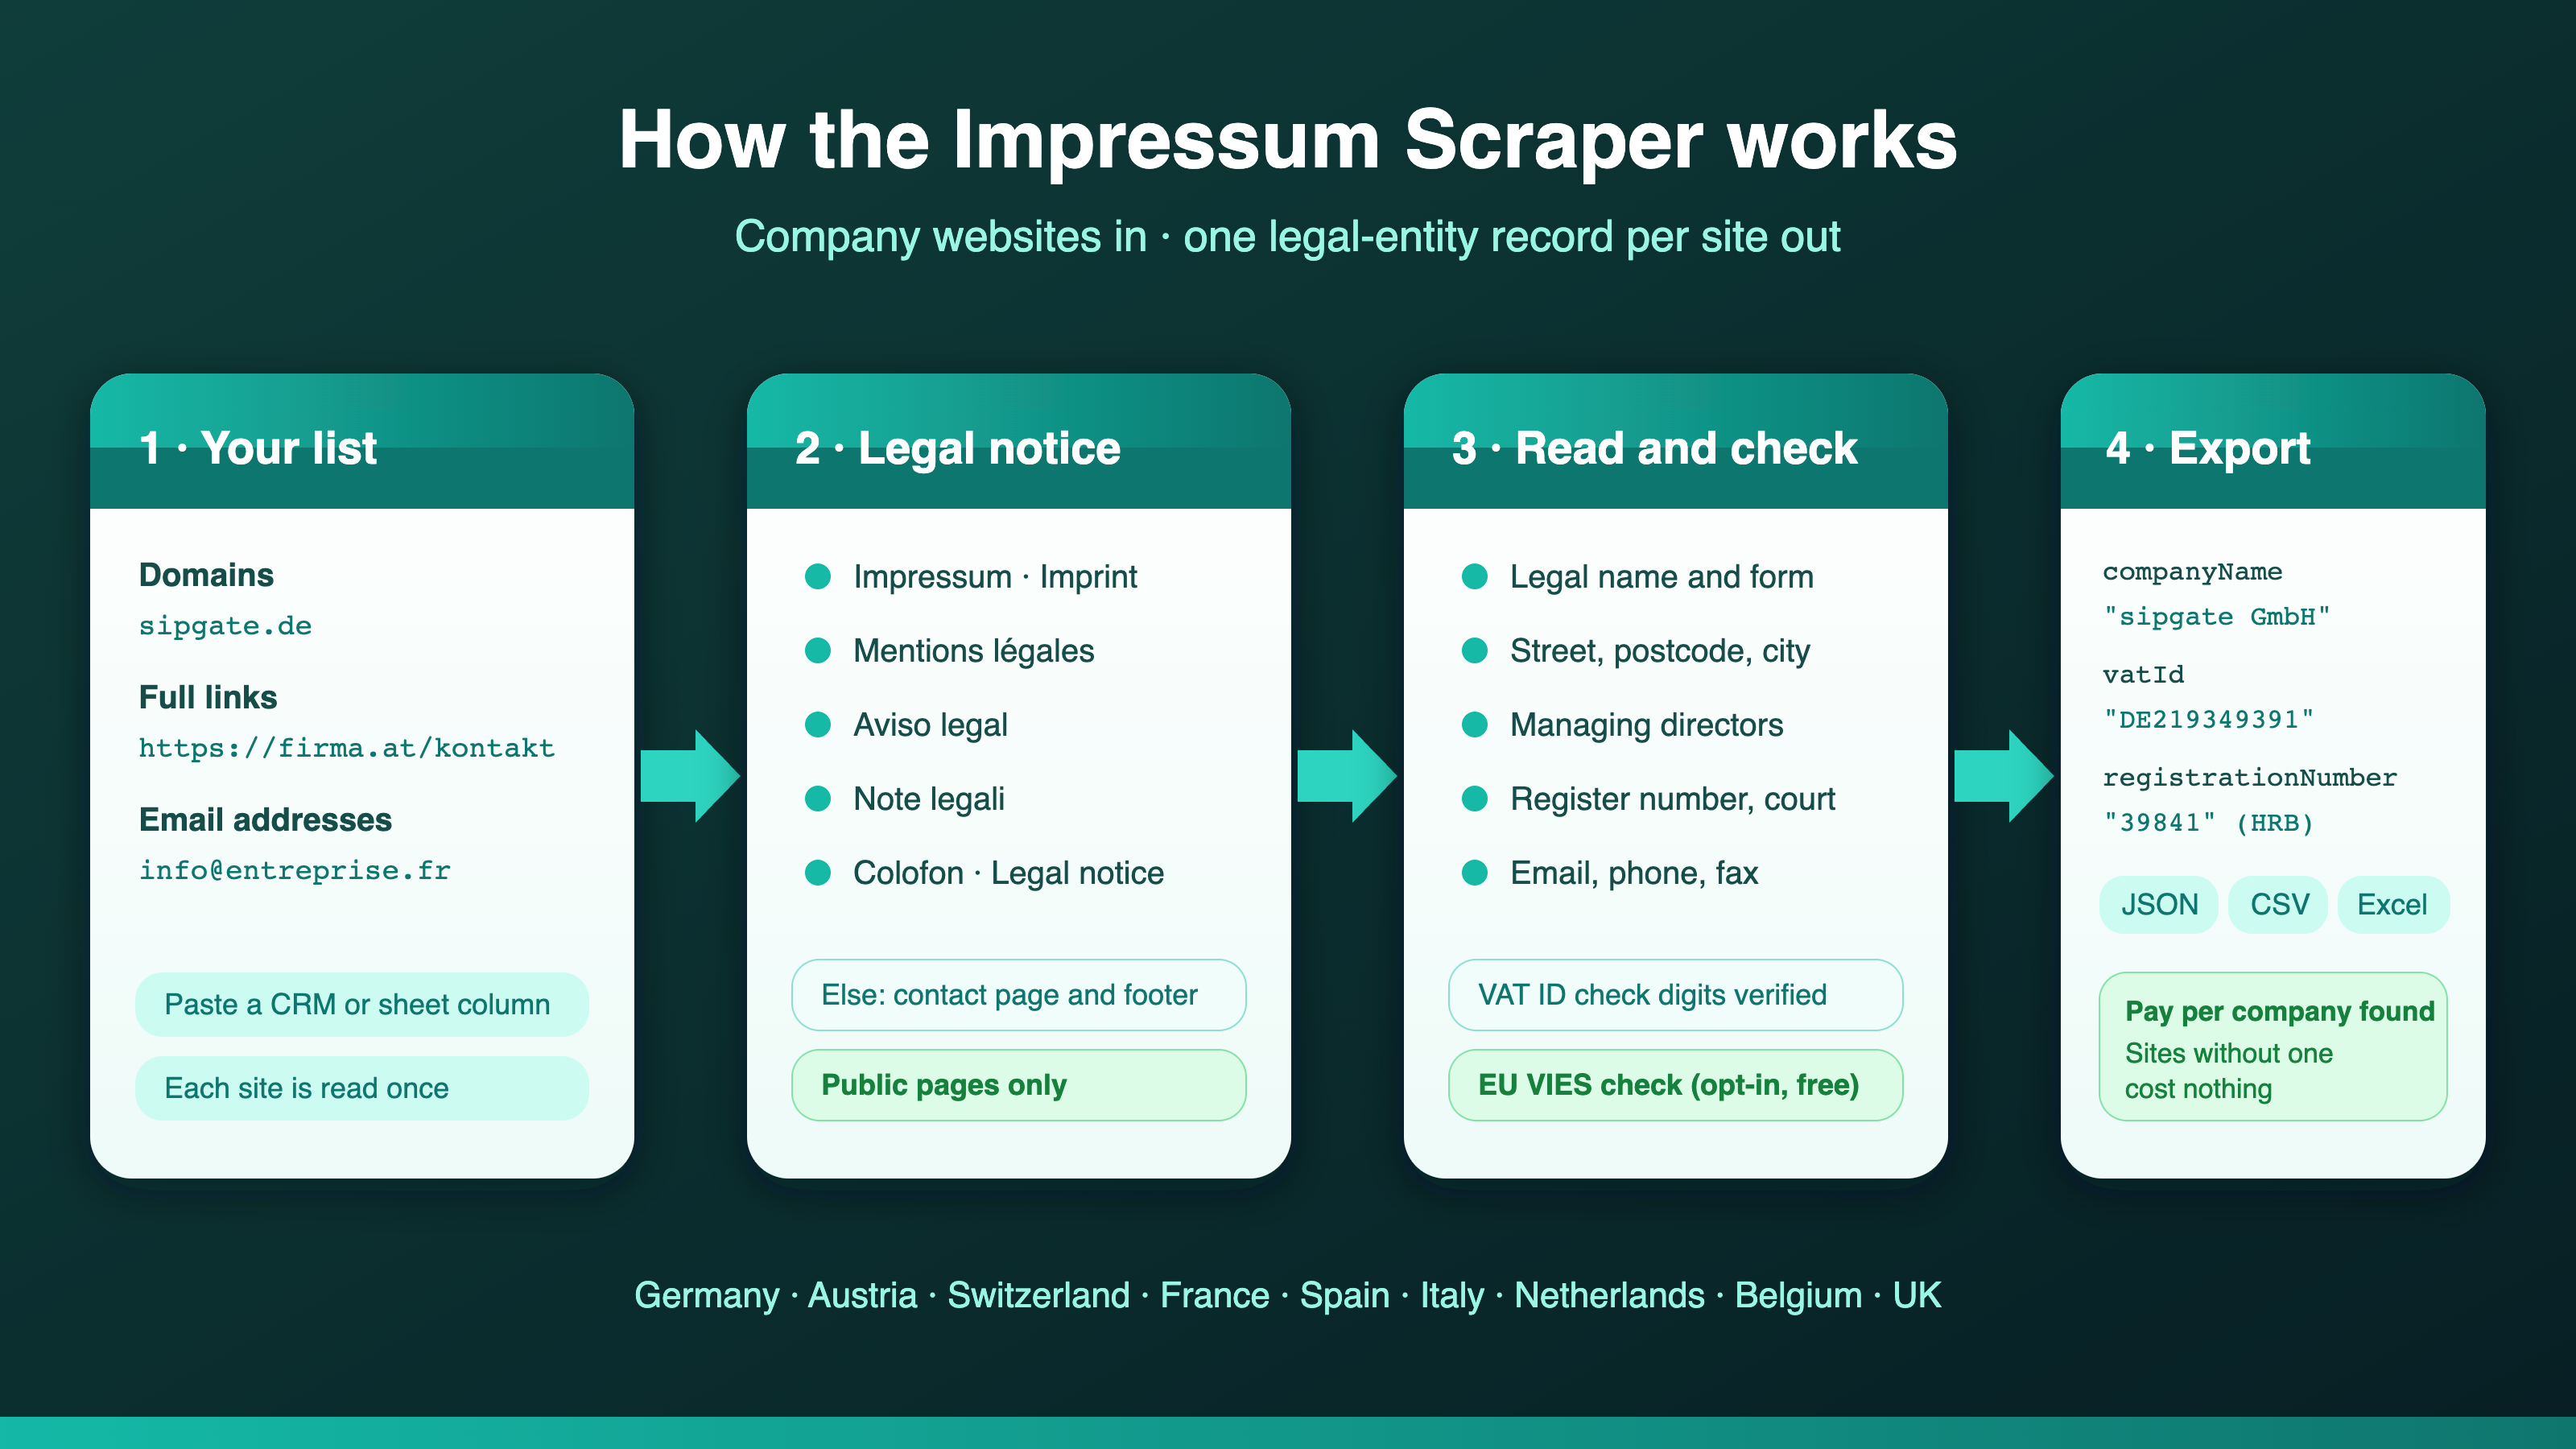 How the Impressum Scraper works
Company websites in · one legal-entity record per site out
1 · Your list
Domains
sipgate.de
Full links
https://firma.at/kontakt
Email addresses
info@entreprise.fr
Paste a CRM or sheet column
Each site is read once
2 · Legal notice
Impressum · Imprint
Mentions légales
Aviso legal
Note legali
Colofon · Legal notice
Else: contact page and footer
Public pages only
3 · Read and check
Legal name and form
Street, postcode, city
Managing directors
Register number, court
Email, phone, fax
VAT ID check digits verified
EU VIES check (opt-in, free)
4 · Export
companyName
"sipgate GmbH"
vatId
"DE219349391"
registrationNumber
"39841" (HRB)
JSON CSV Excel
Pay per company found
Sites without one
cost nothing
Germany · Austria · Switzerland · France · Spain · Italy · Netherlands · Belgium · UK